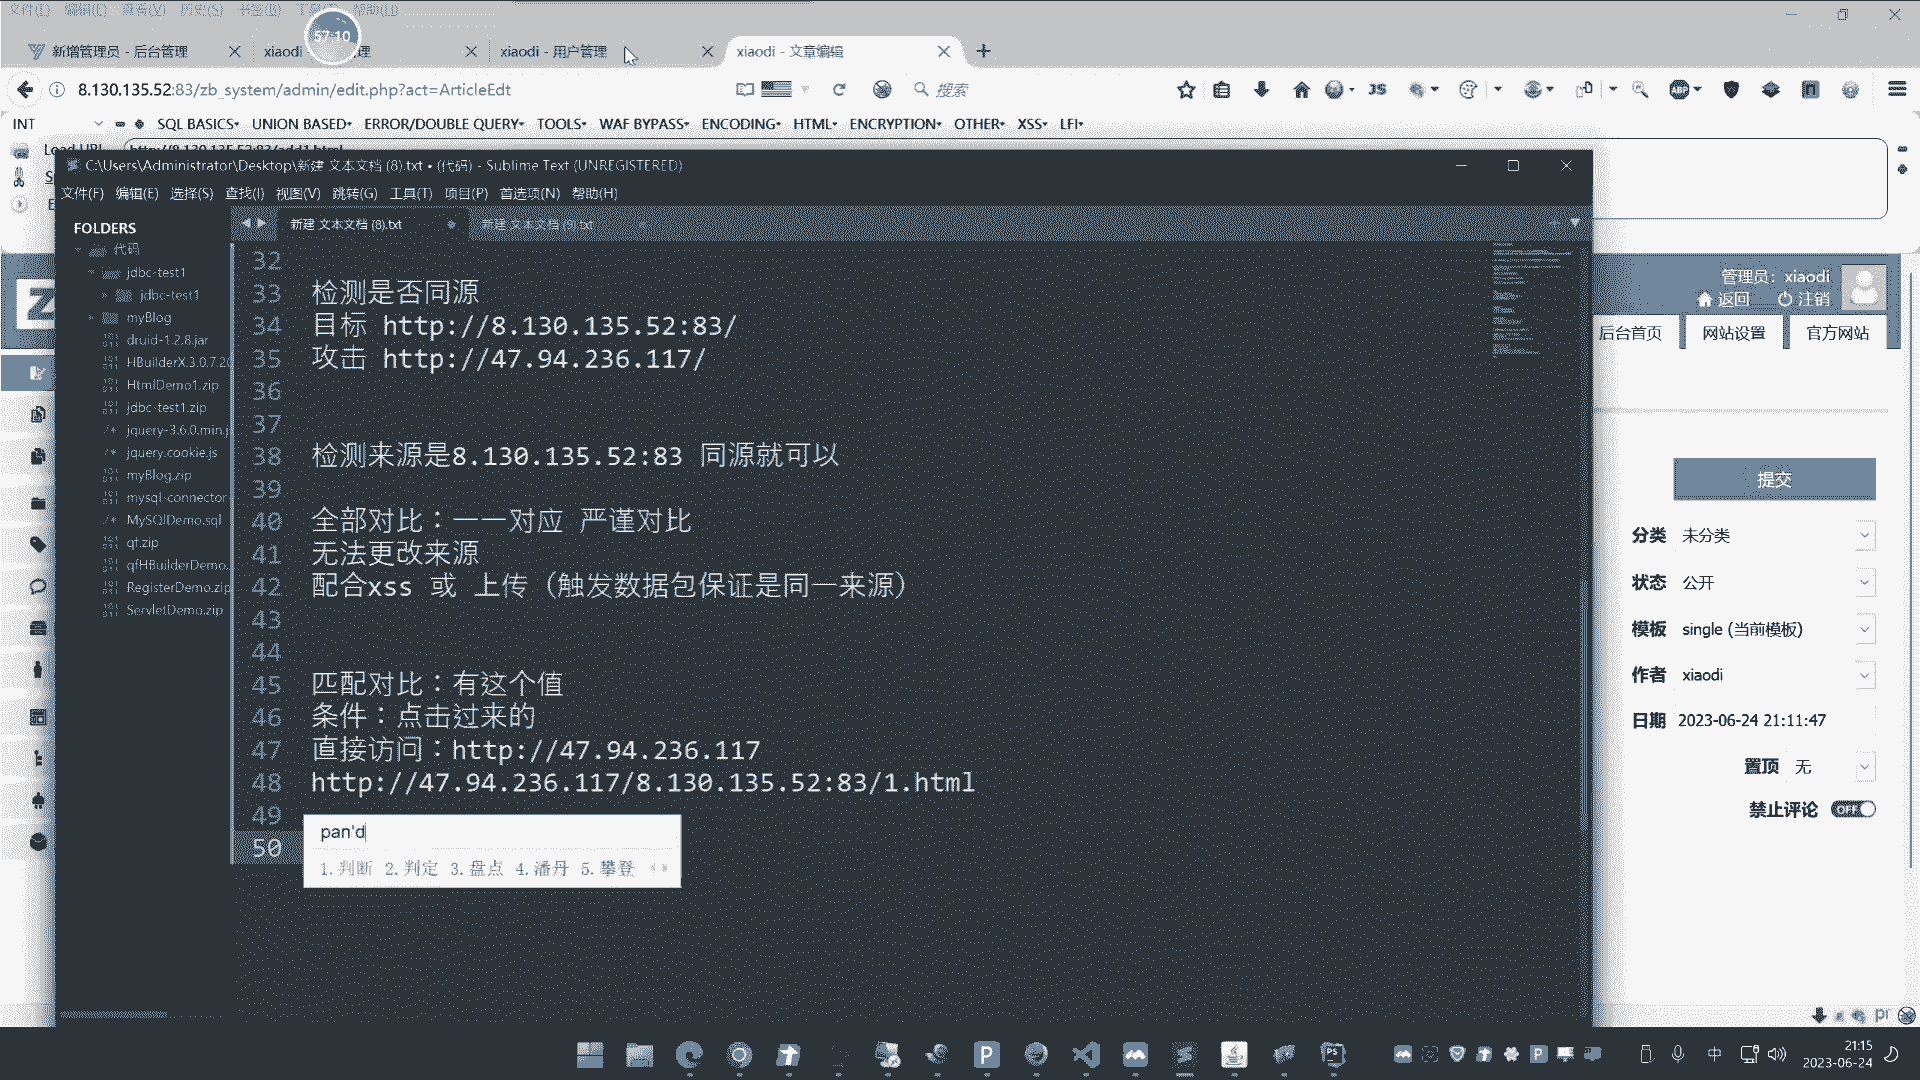 文件(F) 编辑(E) 查看(V) 历史(S) 书签(B) 工具(T) 帮助(H)
57:10
新增管理员 - 后台管理
xiaodi
理
xiaodi - 用户管理
xiaodi - 文章编辑
8.130.135.52:83/zb_system/admin/edit.php?act=ArticleEdt
搜索
JS
ABP
INT
SQL BASICS
UNION BASED
ERROR/DOUBLE QUERY
TOOLS
WAF BYPASS
ENCODING
HTML
ENCRYPTION
OTHER
XSS
LFI
Load URL http://8.130.135.52:83/add1.html
C:\Users\Administrator\Desktop\新建 文本文档 (8).txt • (代码) - Sublime Text (UNREGISTERED)
文件(F) 编辑(E) 选择(S) 查找(I) 视图(V) 跳转(G) 工具(T) 项目(P) 首选项(N) 帮助(H)
FOLDERS
代码
jdbc-test1
jdbc-test1
myBlog
druid-1.2.8.jar
HBuilderX.3.0.7.20
HtmlDemo1.zip
jdbc-test1.zip
jquery-3.6.0.min.j
jquery.cookie.js
myBlog.zip
mysql-connector
MySQlDemo.sql
qf.zip
qfHBuilderDemo.
RegisterDemo.zip
ServletDemo.zip
新建 文本文档 (8).txt
新建 文本文档 (9).txt
32
33 检测是否同源
34 目标 http://8.130.135.52:83/
35 攻击 http://47.94.236.117/
36
37
38 检测来源是8.130.135.52:83 同源就可以
39
40 全部对比：一一对应 严谨对比
41 无法更改来源
42 配合xss 或 上传（触发数据包保证是同一来源）
43
44
45 匹配对比：有这个值
46 条件：点击过来的
47 直接访问：http://47.94.236.117
48 http://47.94.236.117/8.130.135.52:83/1.html
49
50
pan'd
1.判断 2.判定 3.盘点 4.潘丹 5.攀登
管理员：xiaodi
返回 注销
后台首页
网站设置
官方网站
提交
分类 未分类
状态 公开
模板 single (当前模板)
作者 xiaodi
日期 2023-06-24 21:11:47
置顶 无
禁止评论 OFF
pr
中
21:15
2023-06-24